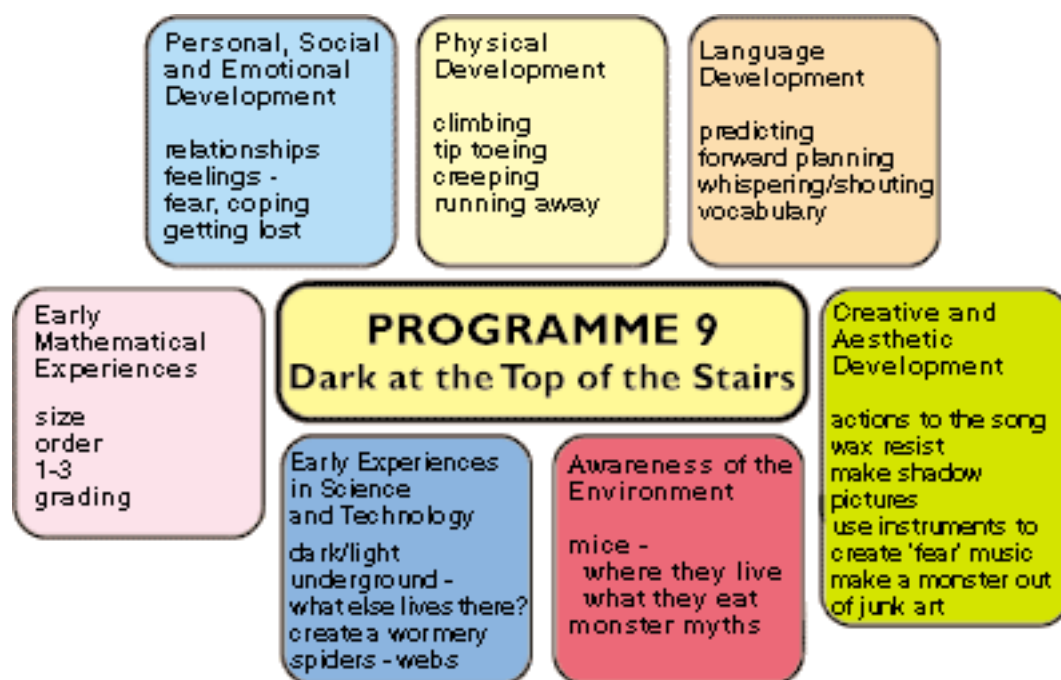 Personal, Social
and Emotional
Development
relationships
feelings -
fear, coping
getting lost
Physical
Development
climbing
tip toeing
creeping
running away
Language
Development
predicting
forward planning
whispering/shouting
vocabulary
Early
Mathematical
Experiences
size
order
1-3
grading
PROGRAMME 9
Dark at the Top of the Stairs
Creative and
Aesthetic
Development
actions to the song
wax resist
make shadow
pictures
use instruments to
create 'fear' music
make a monster out
of junk art
Early Experiences
in Science
and Technology
dark/light
underground -
what else lives there?
create a wormery
spiders - webs
Awareness of the
Environment
mice -
where they live
what they eat
monster myths